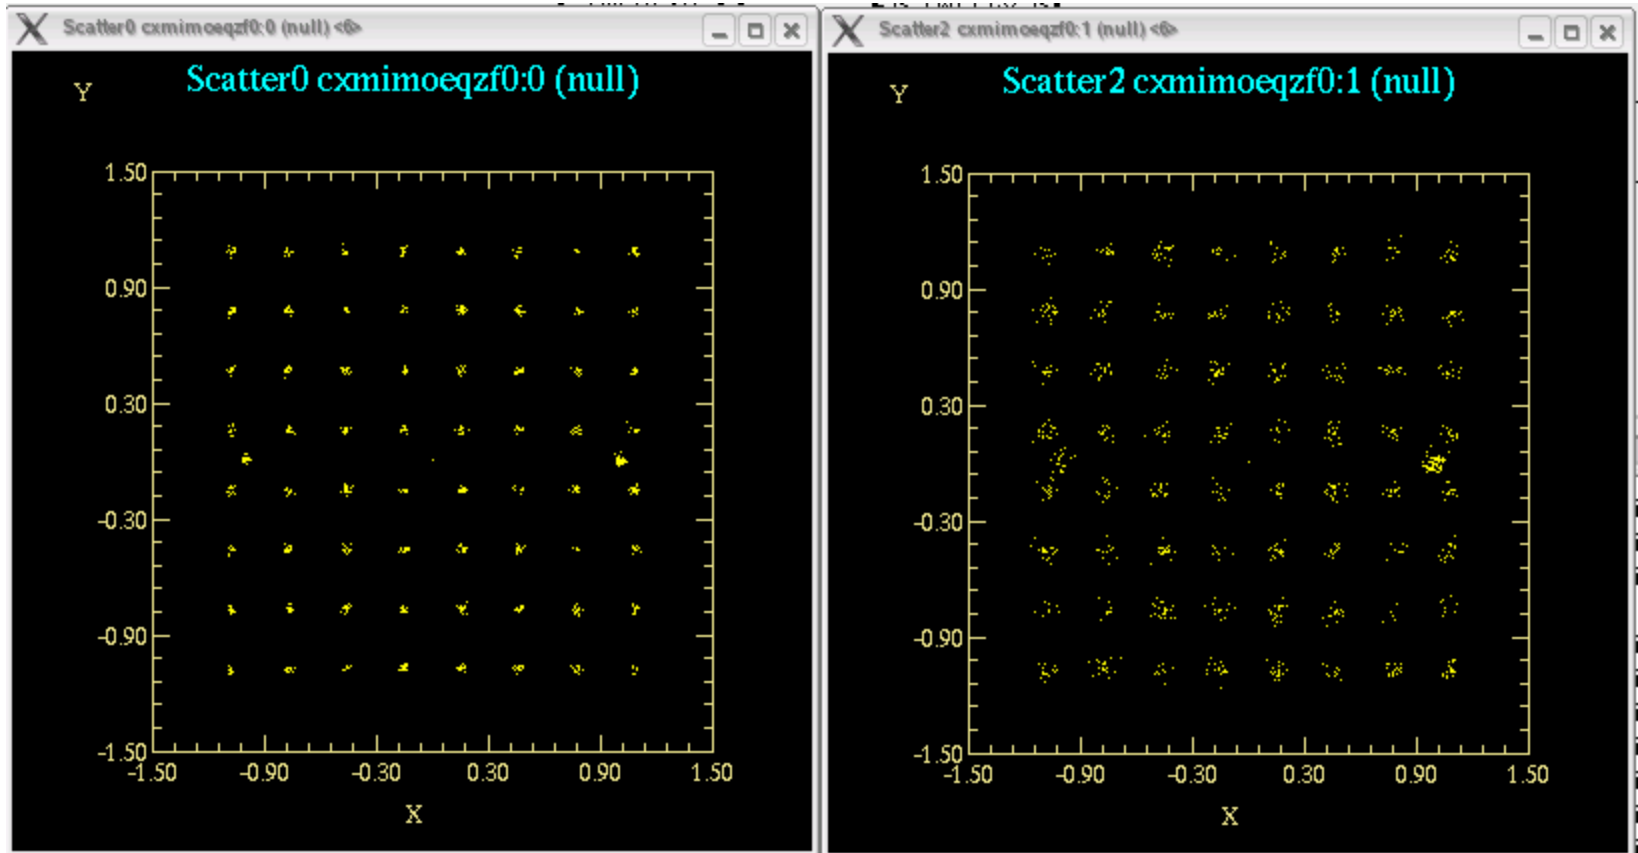 Scatter0 cxmimoeqzf0:0 (null) <6>
Scatter0 cxmimoeqzf0:0 (null)
Y
1.50
0.90
0.30
-0.30
-0.90
-1.50
-1.50 -0.90 -0.30 0.30 0.90 1.50
X
Scatter2 cxmimoeqzf0:1 (null) <6>
Scatter2 cxmimoeqzf0:1 (null)
Y
1.50
0.90
0.30
-0.30
-0.90
-1.50
-1.50 -0.90 -0.30 0.30 0.90 1.50
X